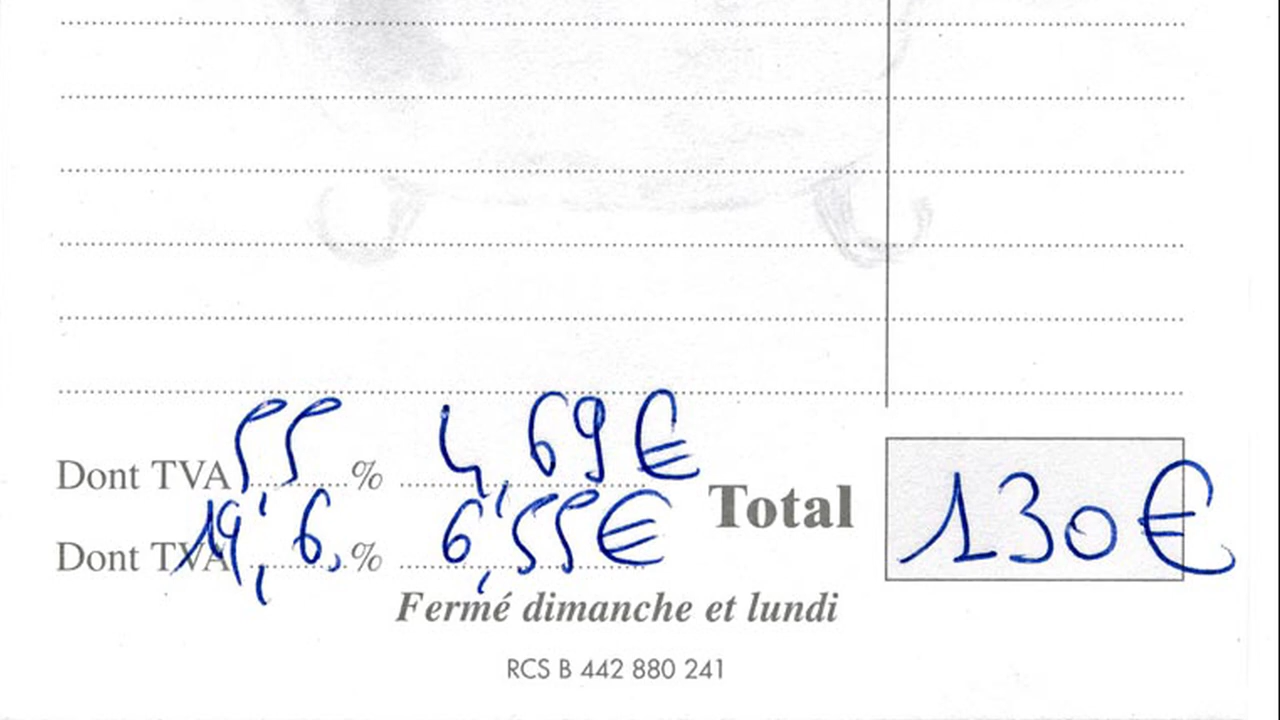 Dont TVA 5,5 % 4,69 €
Dont TVA 19,6 % 6,55 €
Total 130 €
Fermé dimanche et lundi
RCS B 442 880 241